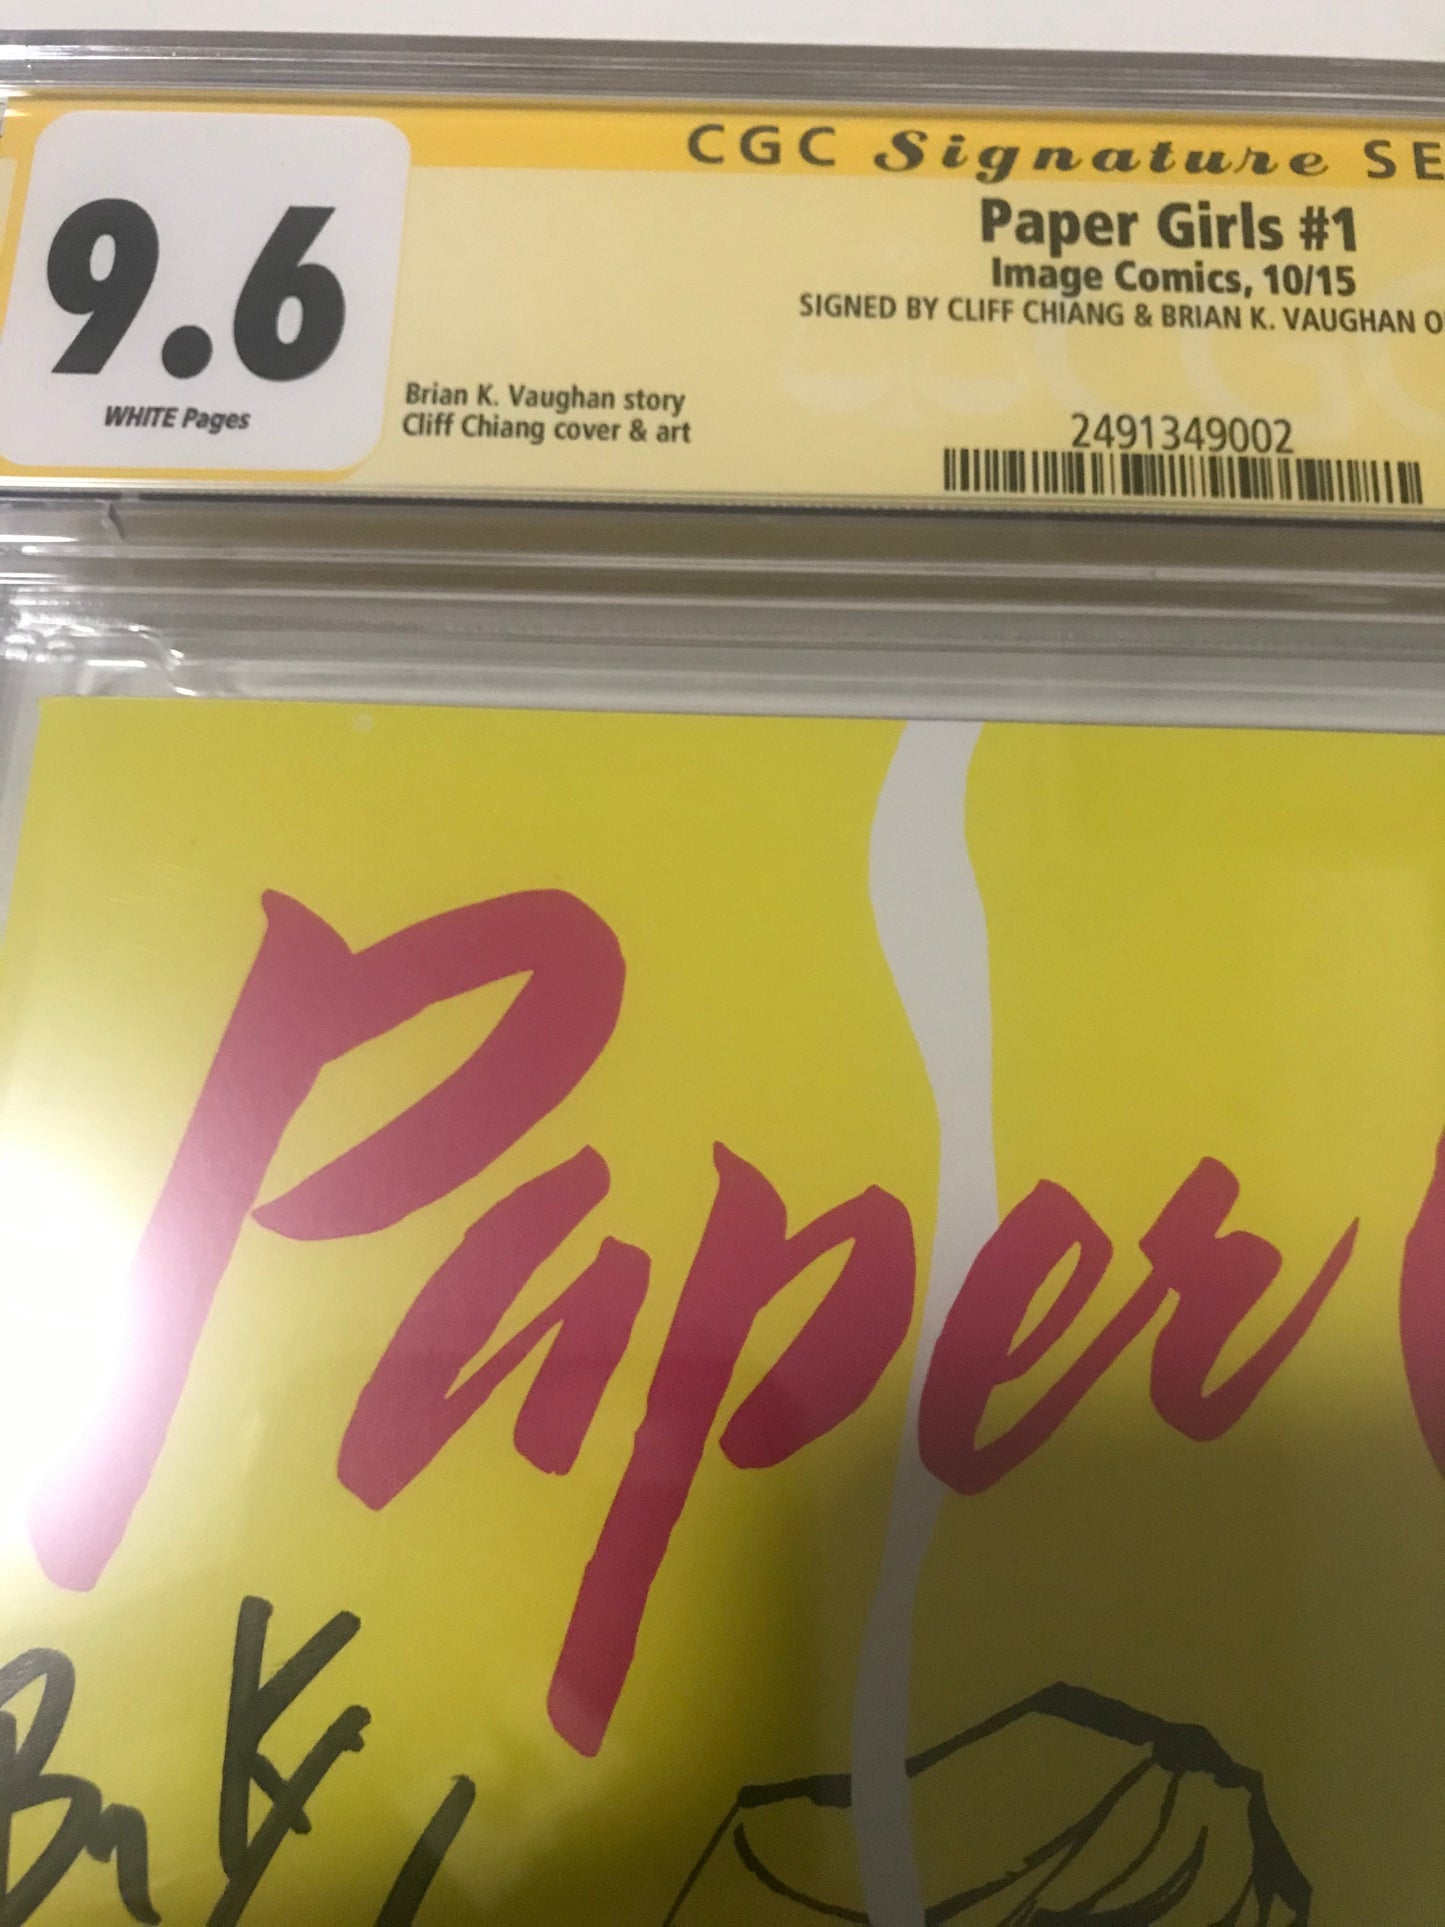 CGC Signature SE
9.6
WHITE Pages
Paper Girls #1
Image Comics, 10/15
SIGNED BY CLIFF CHIANG & BRIAN K. VAUGHAN O
Brian K. Vaughan story
Cliff Chiang cover & art
2491349002
Paper